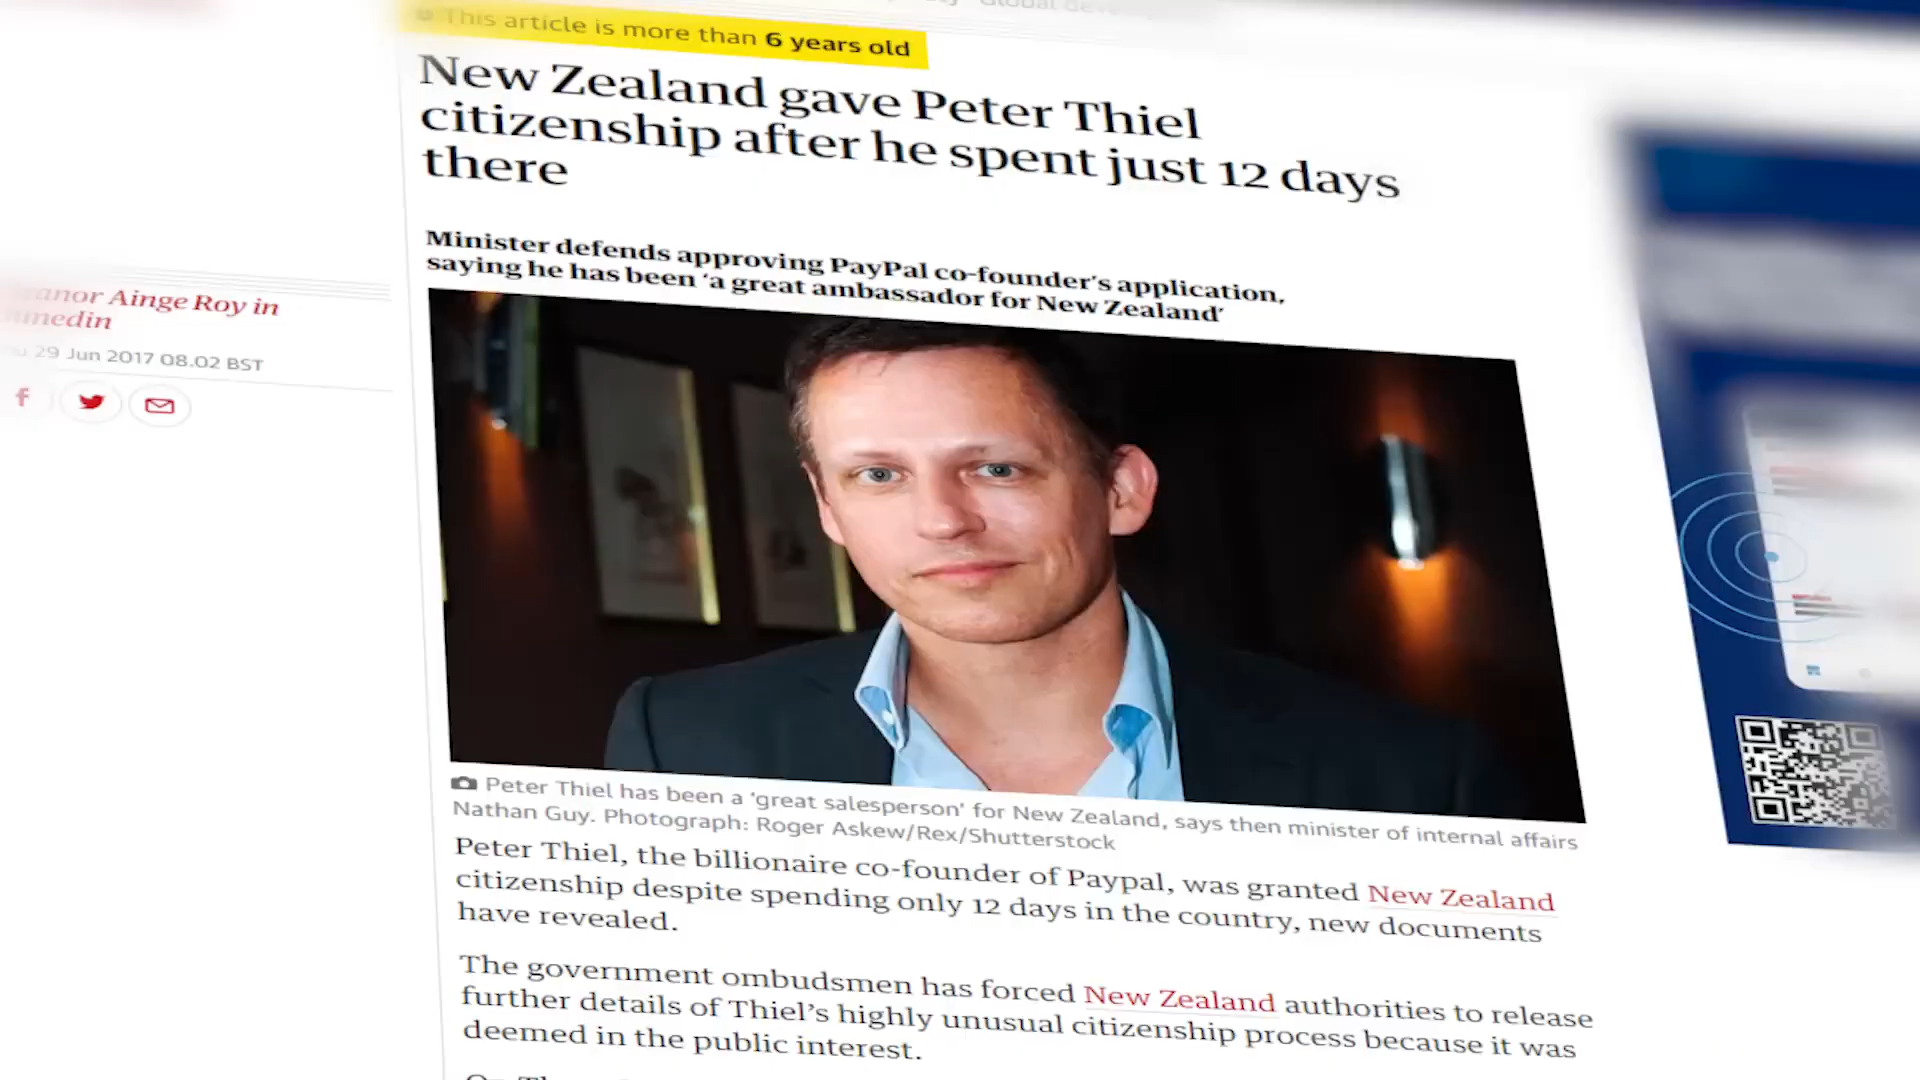 This article is more than 6 years old
New Zealand gave Peter Thiel
citizenship after he spent just 12 days
there
Minister defends approving PayPal co-founder's application,
saying he has been ‘a great ambassador for New Zealand’
Ainge Roy in
29 Jun 2017 08.02 BST
Peter Thiel has been a ‘great salesperson’ for New Zealand, says then minister of internal affairs
Nathan Guy. Photograph: Roger Askew/Rex/Shutterstock
Peter Thiel, the billionaire co-founder of Paypal, was granted New Zealand
citizenship despite spending only 12 days in the country, new documents
have revealed.
The government ombudsmen has forced New Zealand authorities to release
further details of Thiel’s highly unusual citizenship process because it was
deemed in the public interest.